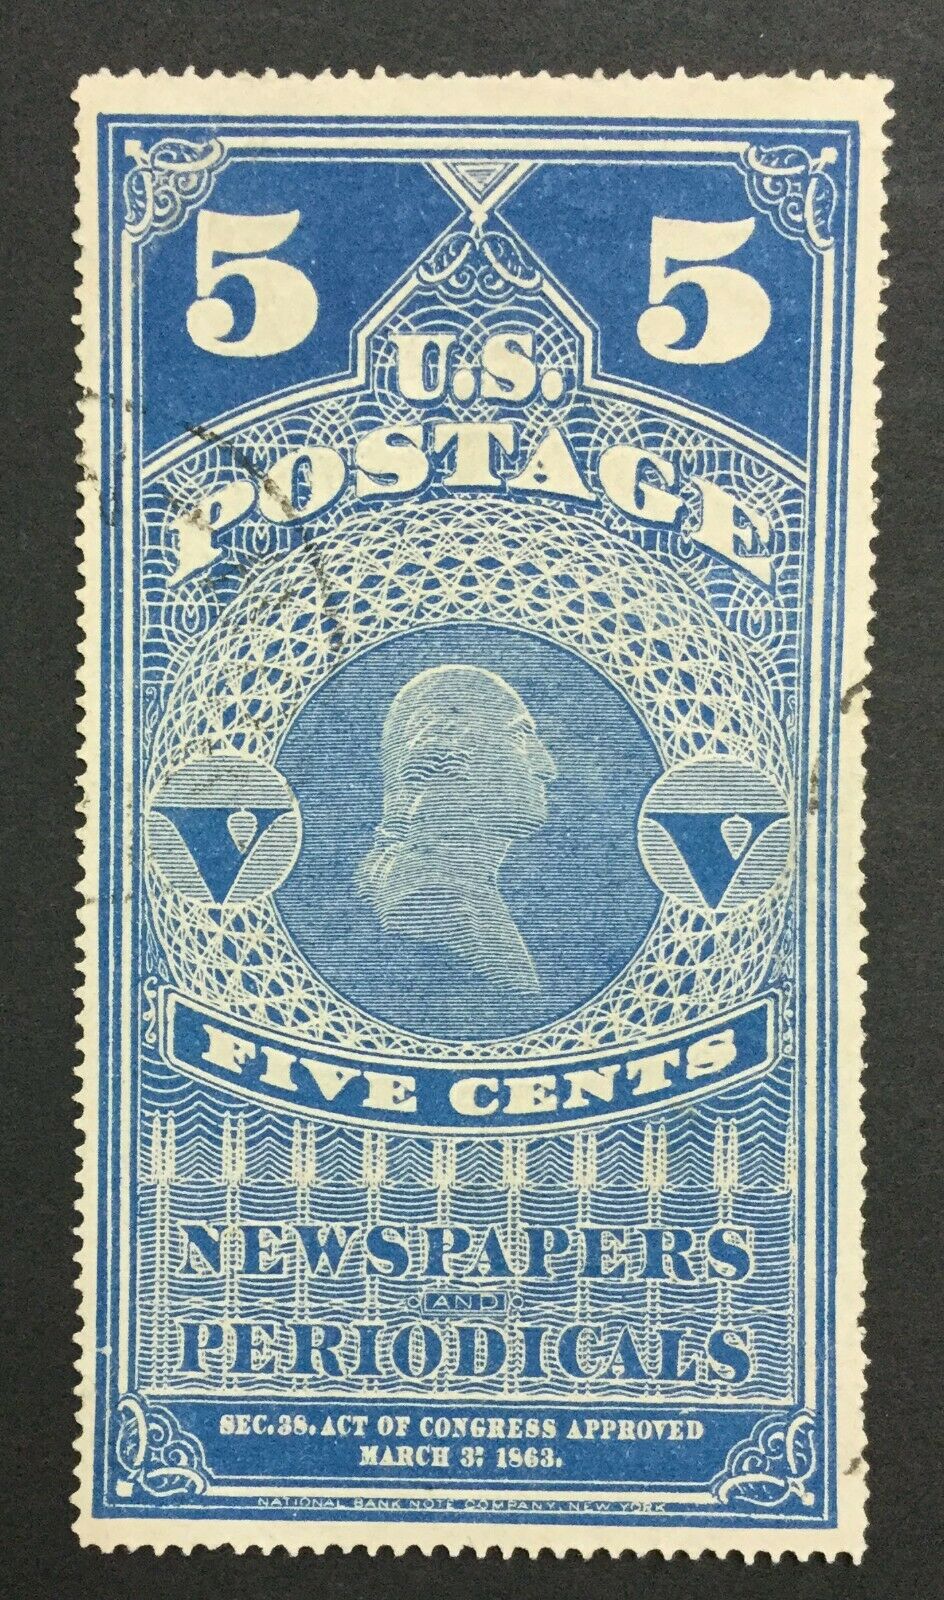 5 5
U.S.
POSTAGE
V V
FIVE CENTS
NEWSPAPERS
AND
PERIODICALS
SEC.38. ACT OF CONGRESS APPROVED
MARCH 3? 1863.
NATIONAL BANK NOTE COMPANY, NEW YORK